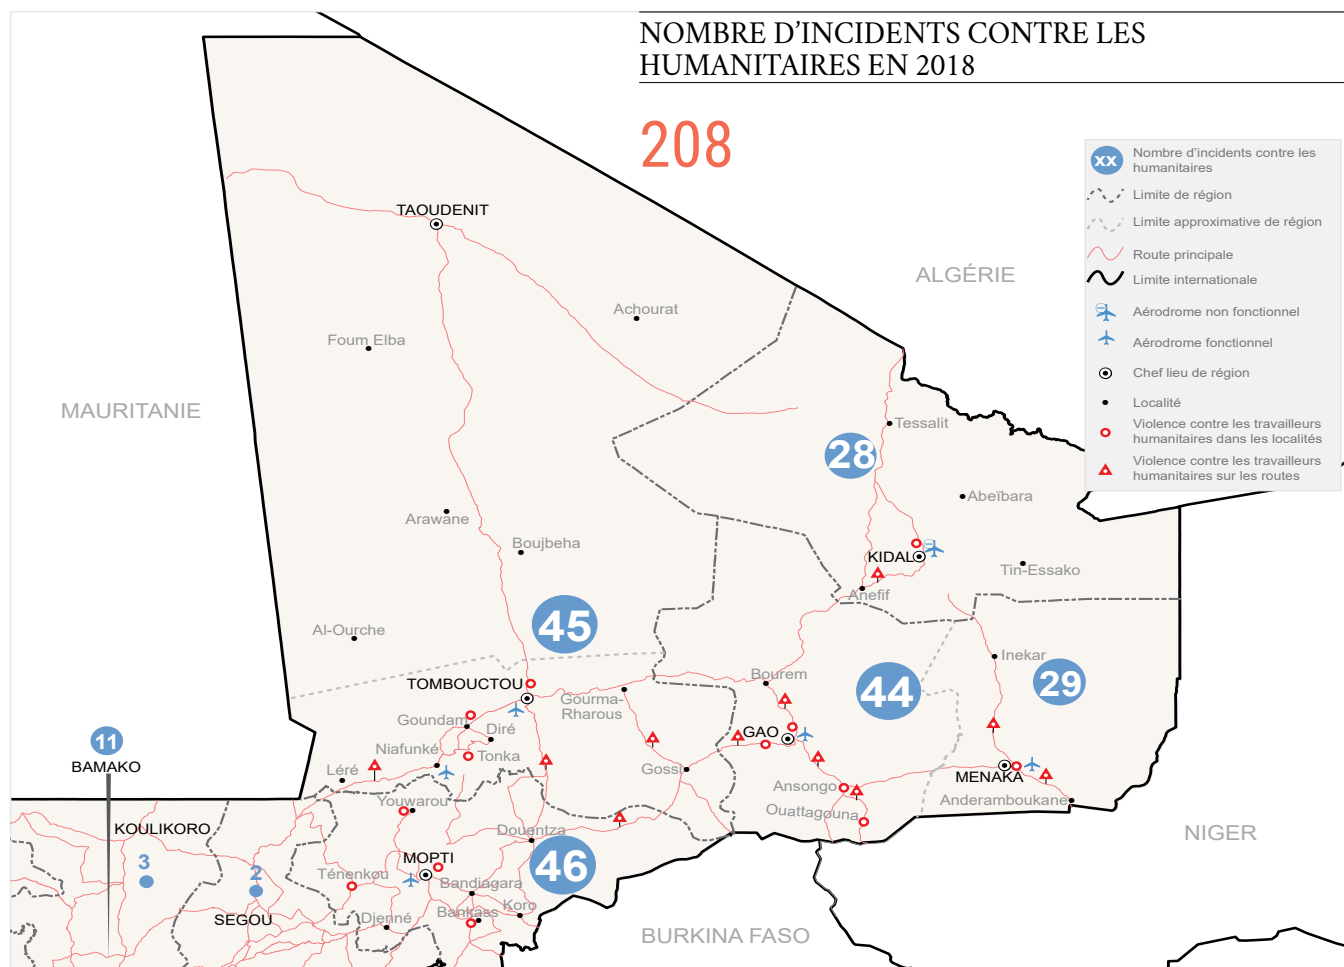 NOMBRE D'INCIDENTS CONTRE LES
HUMANITAIRES EN 2018
208
xx
Nombre d'incidents contre les
humanitaires
Limite de région
Limite approximative de région
Route principale
Limite internationale
Aérodrome non fonctionnel
Aérodrome fonctionnel
Chef lieu de région
Localité
Violence contre les travailleurs
humanitaires dans les localités
Violence contre les travailleurs
humanitaires sur les routes
TAOUDENIT
ALGÉRIE
Achourat
Foum Elba
MAURITANIE
Tessalit
28
Abeïbara
Arawane
Boujbeha
KIDAL
Tin-Essako
Anefif
45
Al-Ourche
Inekar
Bourem
TOMBOUCTOU
44
29
Gourma-
Rharous
Goundam
Diré
GAO
11
BAMAKO
Niafunké
Tonka
Léré
Gossi
MENAKA
Ansongo
Anderamboukane
Youwarou
Ouattagouna
KOULIKORO
Douentza
NIGER
3
MOPTI
46
2
Ténenkou
Bandiagara
SEGOU
Djenné
Bankass
Koro
BURKINA FASO